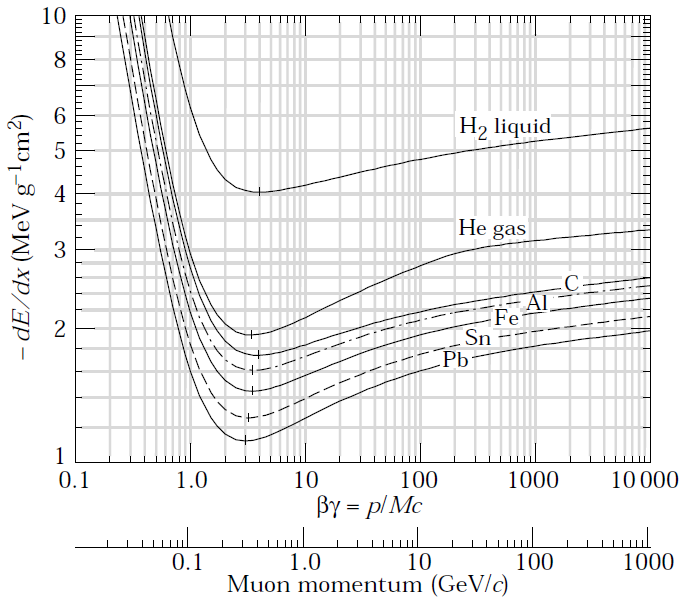 10
8
6
5
4
3
2
1
− dE/dx (MeV g⁻¹cm²)
H₂ liquid
He gas
C
Al
Fe
Sn
Pb
0.1 1.0 10 100 1000 10 000
βγ = p/Mc
0.1 1.0 10 100 1000
Muon momentum (GeV/c)